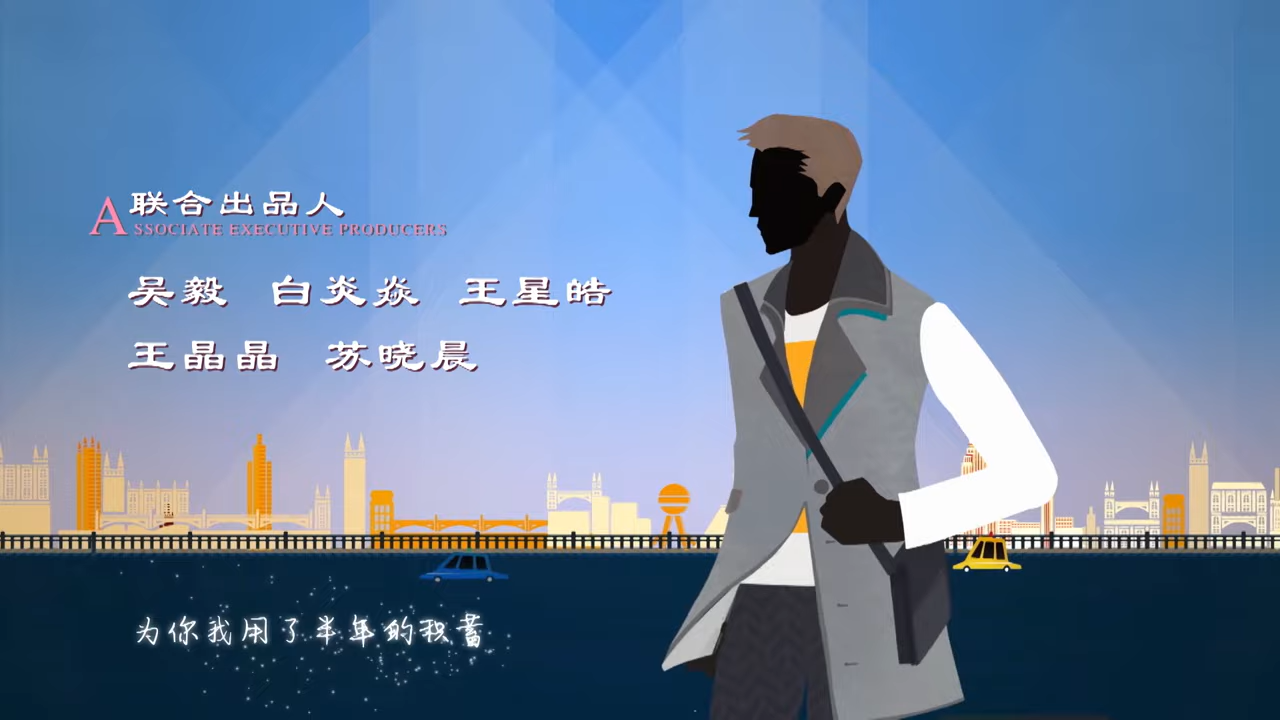 联合出品人
ASSOCIATE EXECUTIVE PRODUCERS
吴毅 白炎焱 王星皓
王晶晶 苏晓晨
为你我用了半年的积蓄